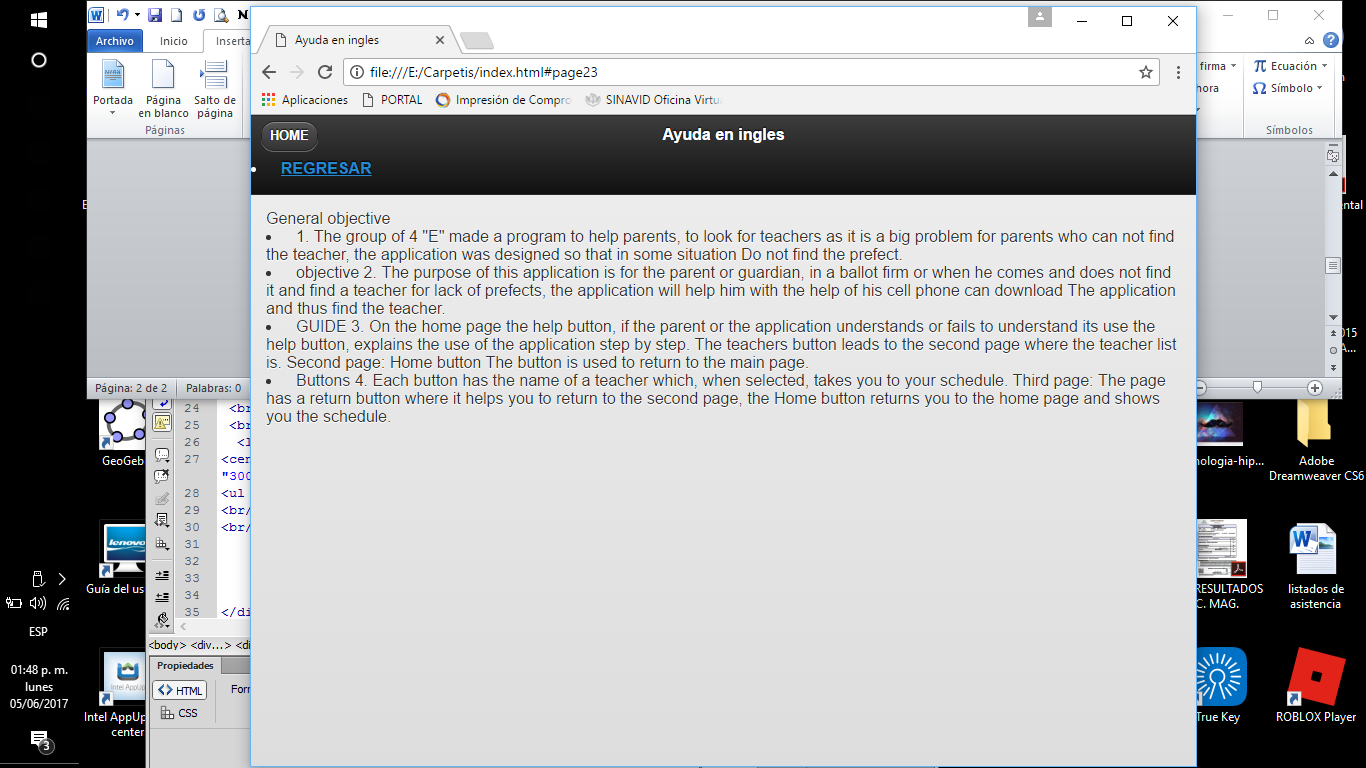 Archivo
Inicio
Inserta
Portada
Página en blanco
Salto de página
Páginas
firma
Ecuación
Símbolo
Símbolos
Ayuda en ingles
file:///E:/Carpetis/index.html#page23
Aplicaciones
PORTAL
Impresión de Compro
SINAVID Oficina Virtu
HOME
Ayuda en ingles
REGRESAR
General objective
1. The group of 4 "E" made a program to help parents, to look for teachers as it is a big problem for parents who can not find
the teacher, the application was designed so that in some situation Do not find the prefect.
objective 2. The purpose of this application is for the parent or guardian, in a ballot firm or when he comes and does not find
it and find a teacher for lack of prefects, the application will help him with the help of his cell phone can download The application
and thus find the teacher.
GUIDE 3. On the home page the help button, if the parent or the application understands or fails to understand its use the
help button, explains the use of the application step by step. The teachers button leads to the second page where the teacher list
is. Second page: Home button The button is used to return to the main page.
Buttons 4. Each button has the name of a teacher which, when selected, takes you to your schedule. Third page: The page
has a return button where it helps you to return to the second page, the Home button returns you to the home page and shows
you the schedule.
Página: 2 de 2
Palabras: 0
24 <br
25 <br
26 <l
27 <cen
"300
28 <ul
29 <br/
30 <br/
31
32
33
34
35 </di
<body> <div...> <di
Propiedades
HTML
Form
CSS
GeoGeb
lenovo
Guía del us
Intel AppUp
center
nologia-hip...
Adobe
Dreamweaver CS6
RESULTADOS
C. MAG.
listados de
asistencia
True Key
ROBLOX Player
ESP
01:48 p. m.
lunes
05/06/2017
3